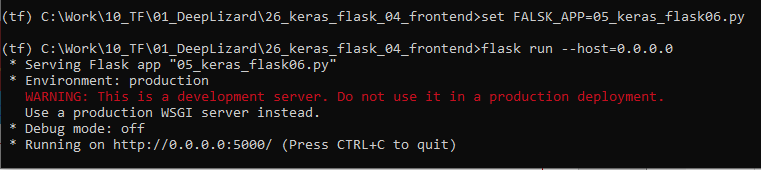 (tf) C:\Work\10_TF\01_DeepLizard\26_keras_flask_04_frontend>set FALSK_APP=05_keras_flask06.py
(tf) C:\Work\10_TF\01_DeepLizard\26_keras_flask_04_frontend>flask run --host=0.0.0.0
* Serving Flask app "05_keras_flask06.py"
* Environment: production
WARNING: This is a development server. Do not use it in a production deployment.
Use a production WSGI server instead.
* Debug mode: off
* Running on http://0.0.0.0:5000/ (Press CTRL+C to quit)